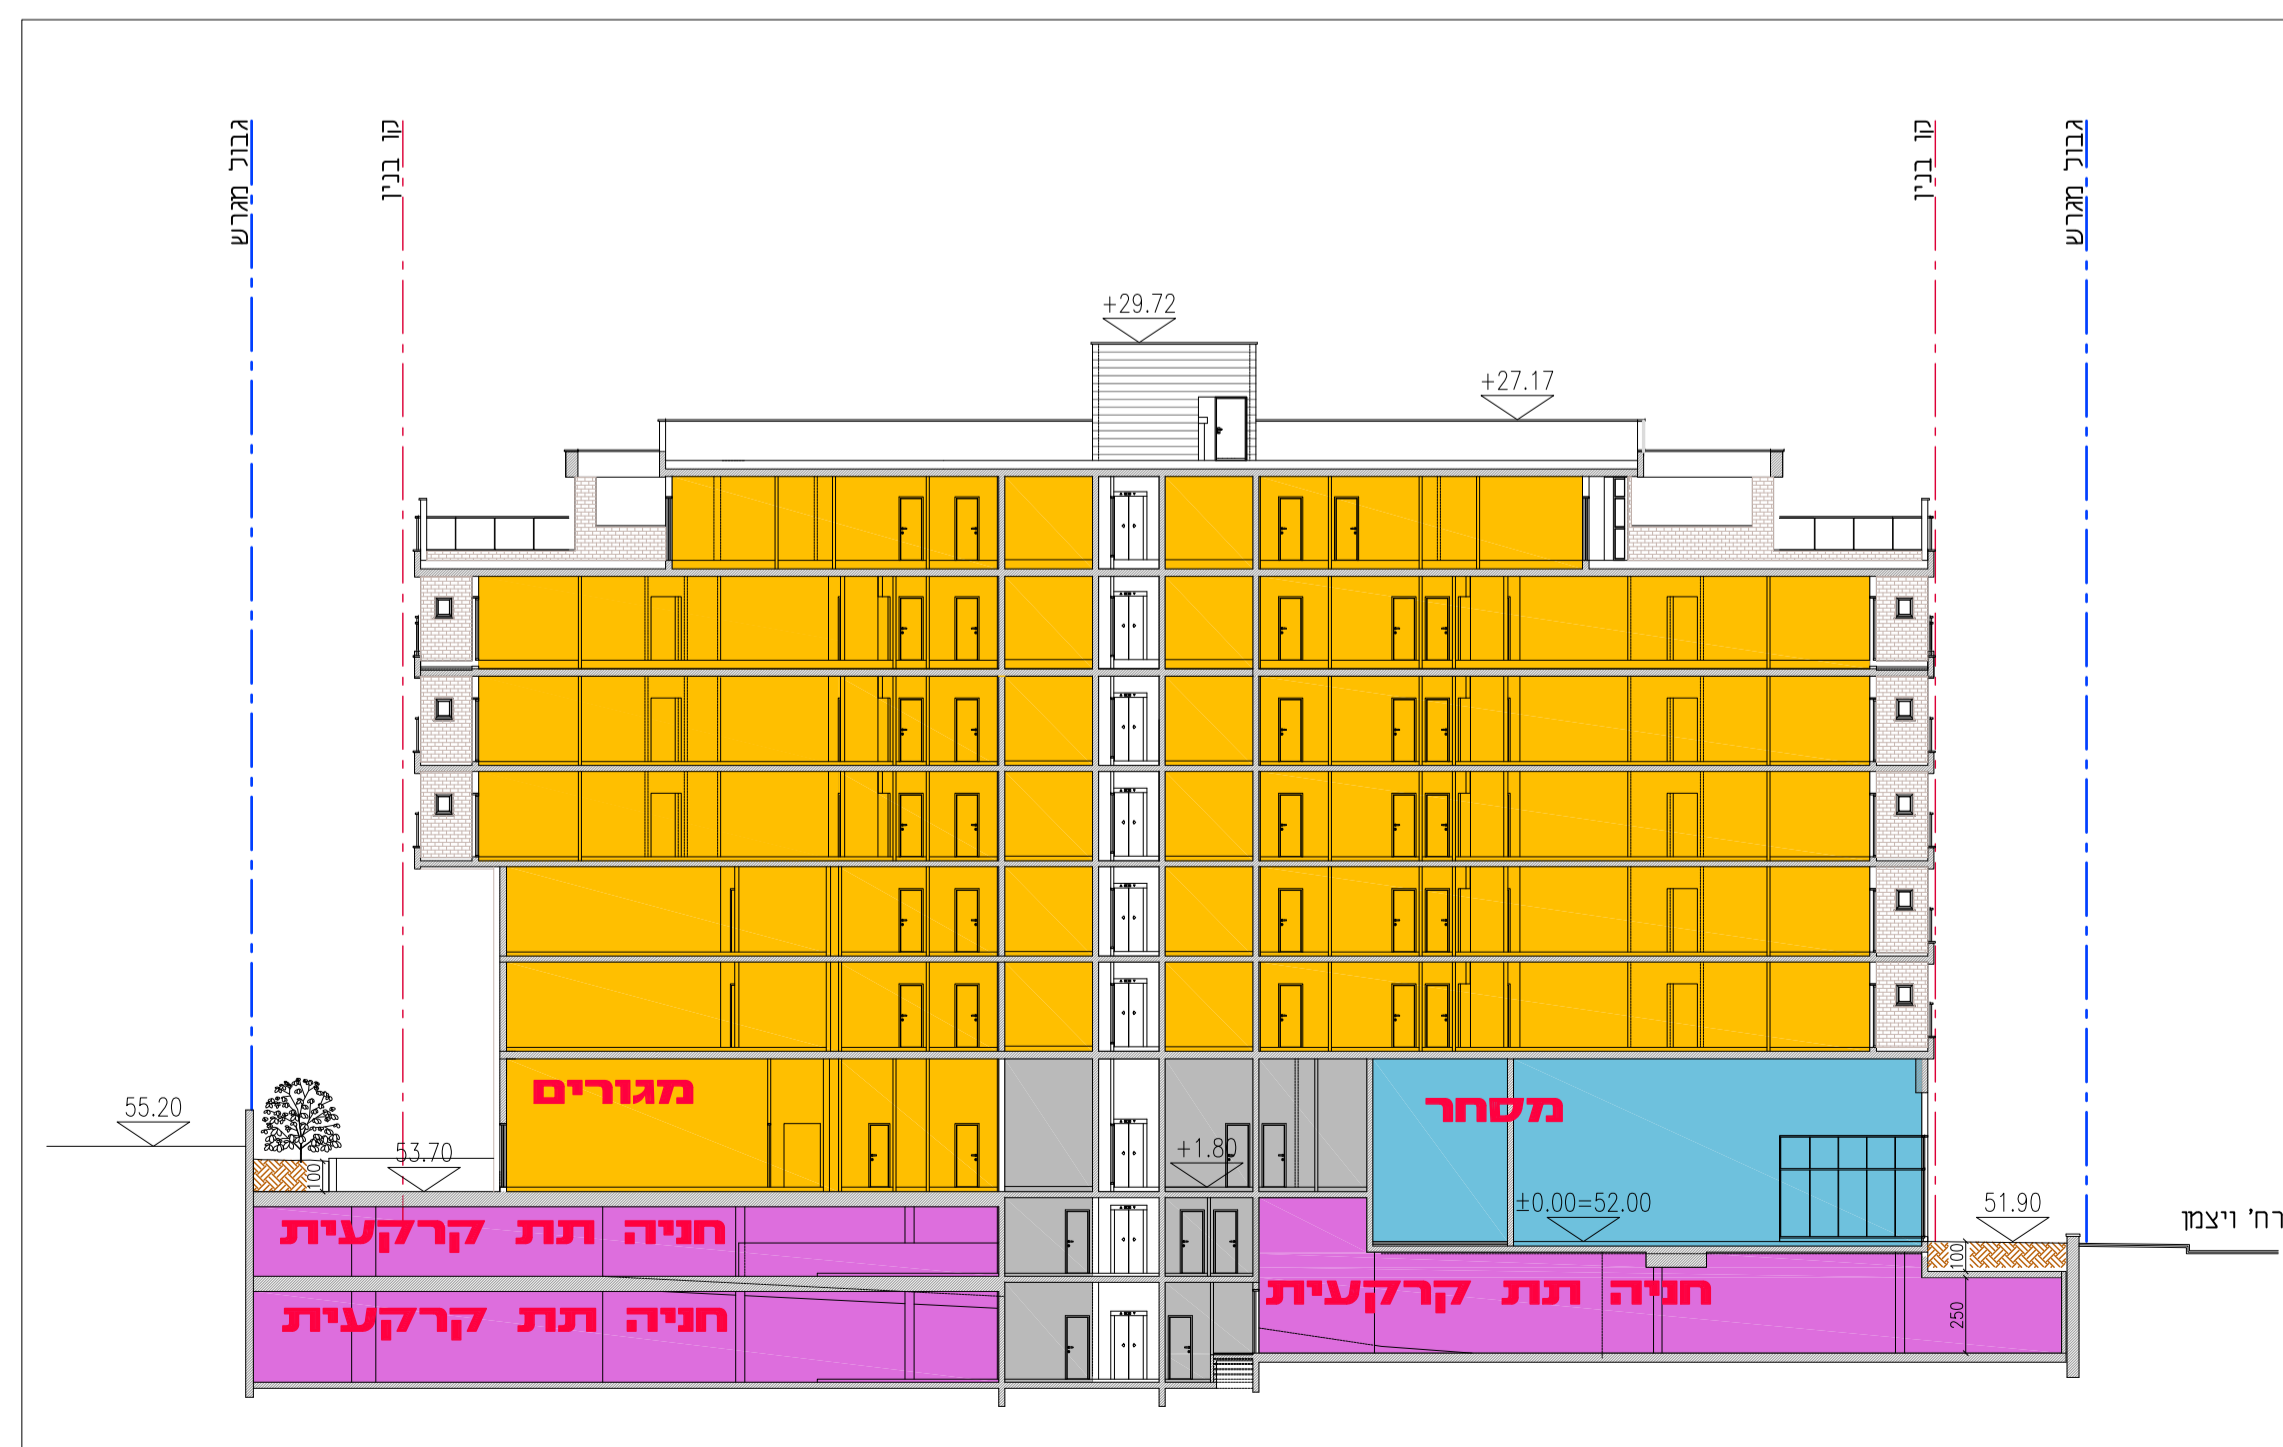 גבול מגרש
קו בנין
קו בנין
גבול מגרש
+29.72
+27.17
מגורים
מסחר
55.20
53.70
100
+1.80
±0.00=52.00
51.90
רח' ויצמן
חניה תת קרקעית
100
חניה תת קרקעית
חניה תת קרקעית
250